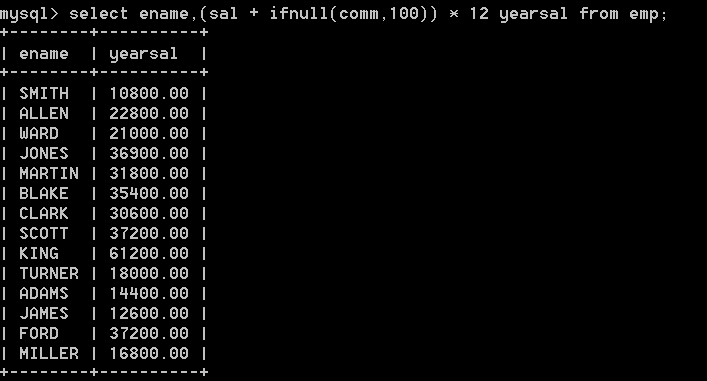 mysql> select ename,(sal + ifnull(comm,100)) * 12 yearsal from emp;
+--------+----------+
| ename  | yearsal  |
+--------+----------+
| SMITH  | 10800.00 |
| ALLEN  | 22800.00 |
| WARD   | 21000.00 |
| JONES  | 36900.00 |
| MARTIN | 31800.00 |
| BLAKE  | 35400.00 |
| CLARK  | 30600.00 |
| SCOTT  | 37200.00 |
| KING   | 61200.00 |
| TURNER | 18000.00 |
| ADAMS  | 14400.00 |
| JAMES  | 12600.00 |
| FORD   | 37200.00 |
| MILLER | 16800.00 |
+--------+----------+